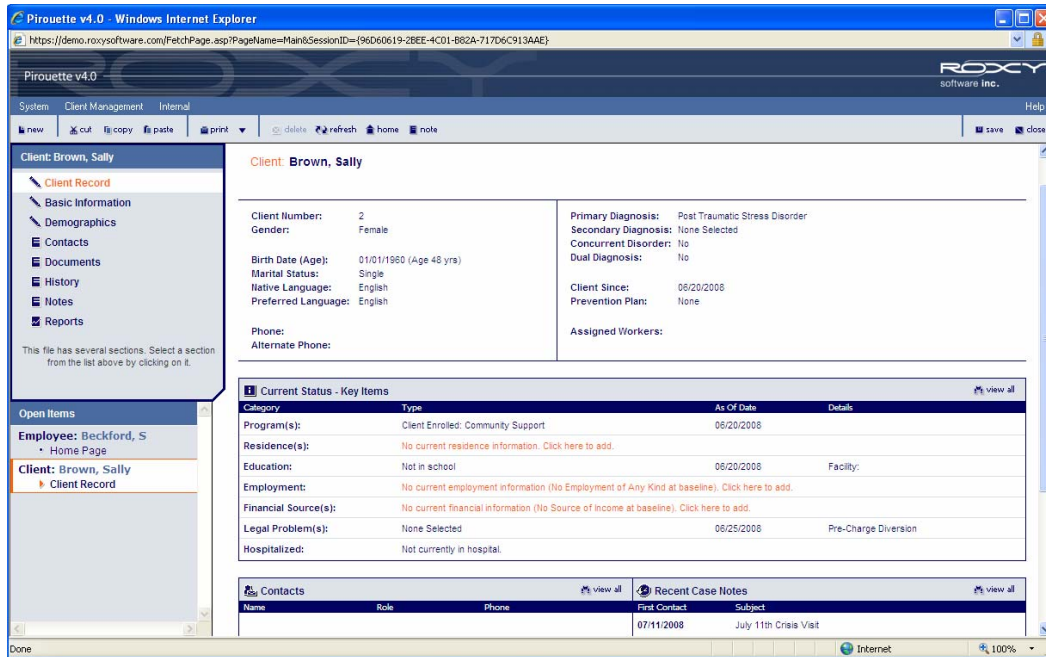 Pirouette v4.0 - Windows Internet Explorer
https://demo.roxysoftware.com/FetchPage.asp?PageName=Main&SessionID={96D60619-2BEE-4C01-B82A-717D6C913AAE}
Pirouette v4.0
ROXY
software inc.
System Client Management Internal Help
new cut copy paste print delete refresh home note save close
Client: Brown, Sally
Client Record
Basic Information
Demographics
Contacts
Documents
History
Notes
Reports
This file has several sections. Select a section
from the list above by clicking on it.
Open Items
Employee: Beckford, S
• Home Page
Client: Brown, Sally
Client Record
Client: Brown, Sally
Client Number: 2
Gender: Female
Birth Date (Age): 01/01/1960 (Age 48 yrs)
Marital Status: Single
Native Language: English
Preferred Language: English
Phone:
Alternate Phone:
Primary Diagnosis: Post Traumatic Stress Disorder
Secondary Diagnosis: None Selected
Concurrent Disorder: No
Dual Diagnosis: No
Client Since: 06/20/2008
Prevention Plan: None
Assigned Workers:
Current Status - Key Items view all
Category Type As Of Date Details
Program(s): Client Enrolled: Community Support 06/20/2008
Residence(s): No current residence information. Click here to add.
Education: Not in school 06/20/2008 Facility:
Employment: No current employment information (No Employment of Any Kind at baseline). Click here to add.
Financial Source(s): No current financial information (No Source of Income at baseline). Click here to add.
Legal Problem(s): None Selected 06/25/2008 Pre-Charge Diversion
Hospitalized: Not currently in hospital.
Contacts view all
Name Role Phone
Recent Case Notes view all
First Contact Subject
07/11/2008 July 11th Crisis Visit
Done Internet 100%